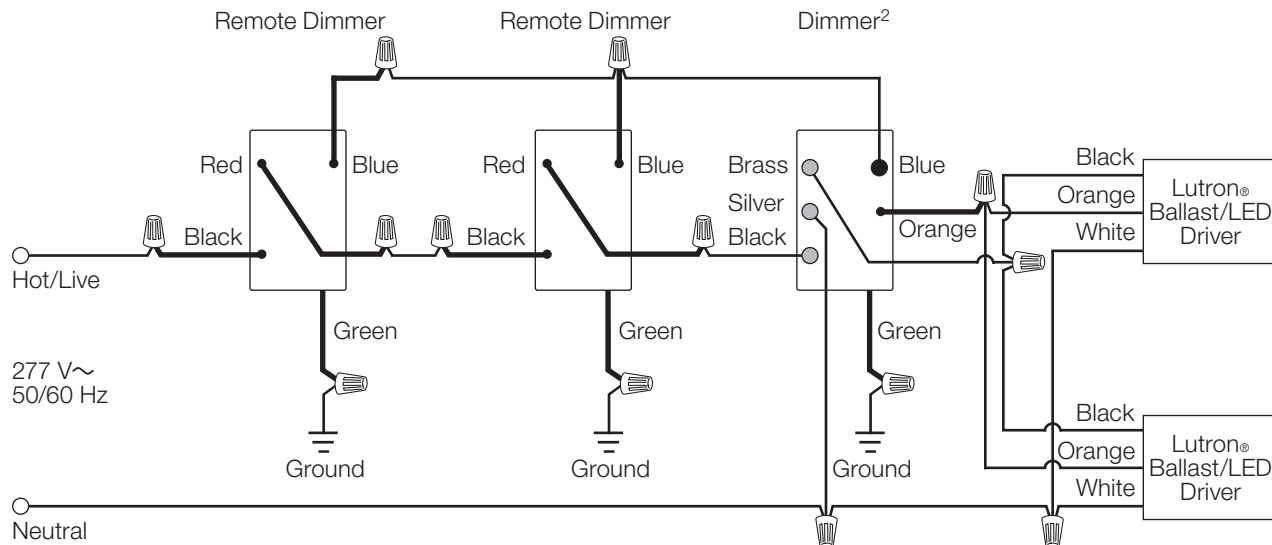 Remote Dimmer
Remote Dimmer
Dimmer²
Red
Blue
Red
Blue
Brass
Blue
Silver
Black
Black
Black
Orange
Black
Orange
White
Lutron®
Ballast/LED
Driver
Hot/Live
Green
Green
Green
277 V~
50/60 Hz
Ground
Ground
Ground
Black
Orange
White
Lutron®
Ballast/LED
Driver
Neutral